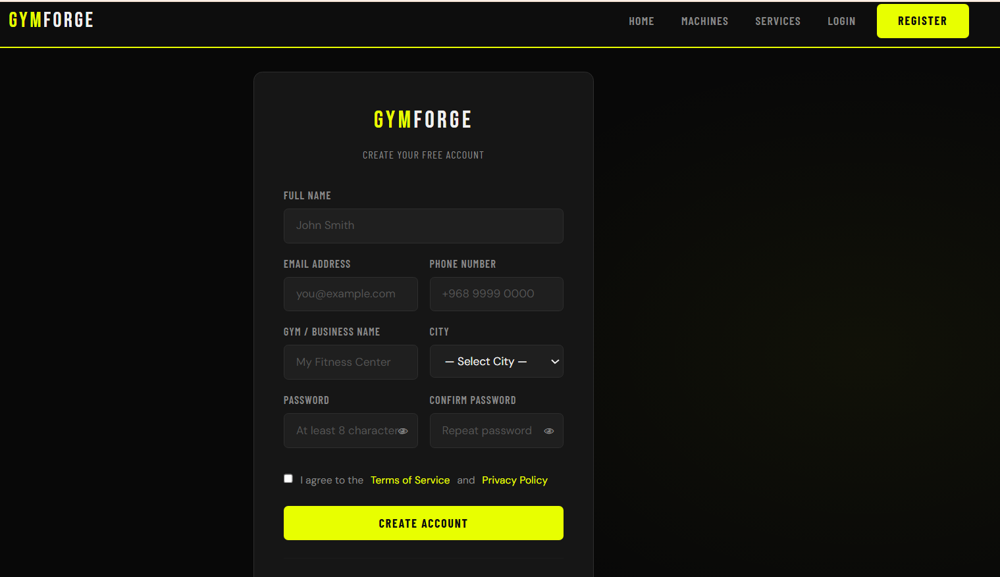 GYMFORGE
HOME MACHINES SERVICES LOGIN REGISTER
GYMFORGE
CREATE YOUR FREE ACCOUNT
FULL NAME
John Smith
EMAIL ADDRESS PHONE NUMBER
you@example.com +968 9999 0000
GYM / BUSINESS NAME CITY
My Fitness Center — Select City —
PASSWORD CONFIRM PASSWORD
At least 8 character Repeat password
I agree to the Terms of Service and Privacy Policy
CREATE ACCOUNT